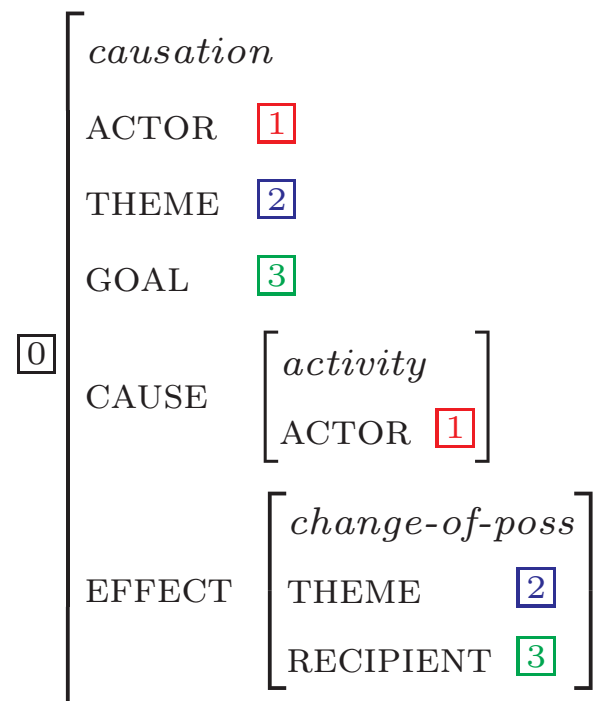 causation
ACTOR 1
THEME 2
GOAL 3
0
CAUSE
activity
ACTOR 1
EFFECT
change-of-poss
THEME 2
RECIPIENT 3